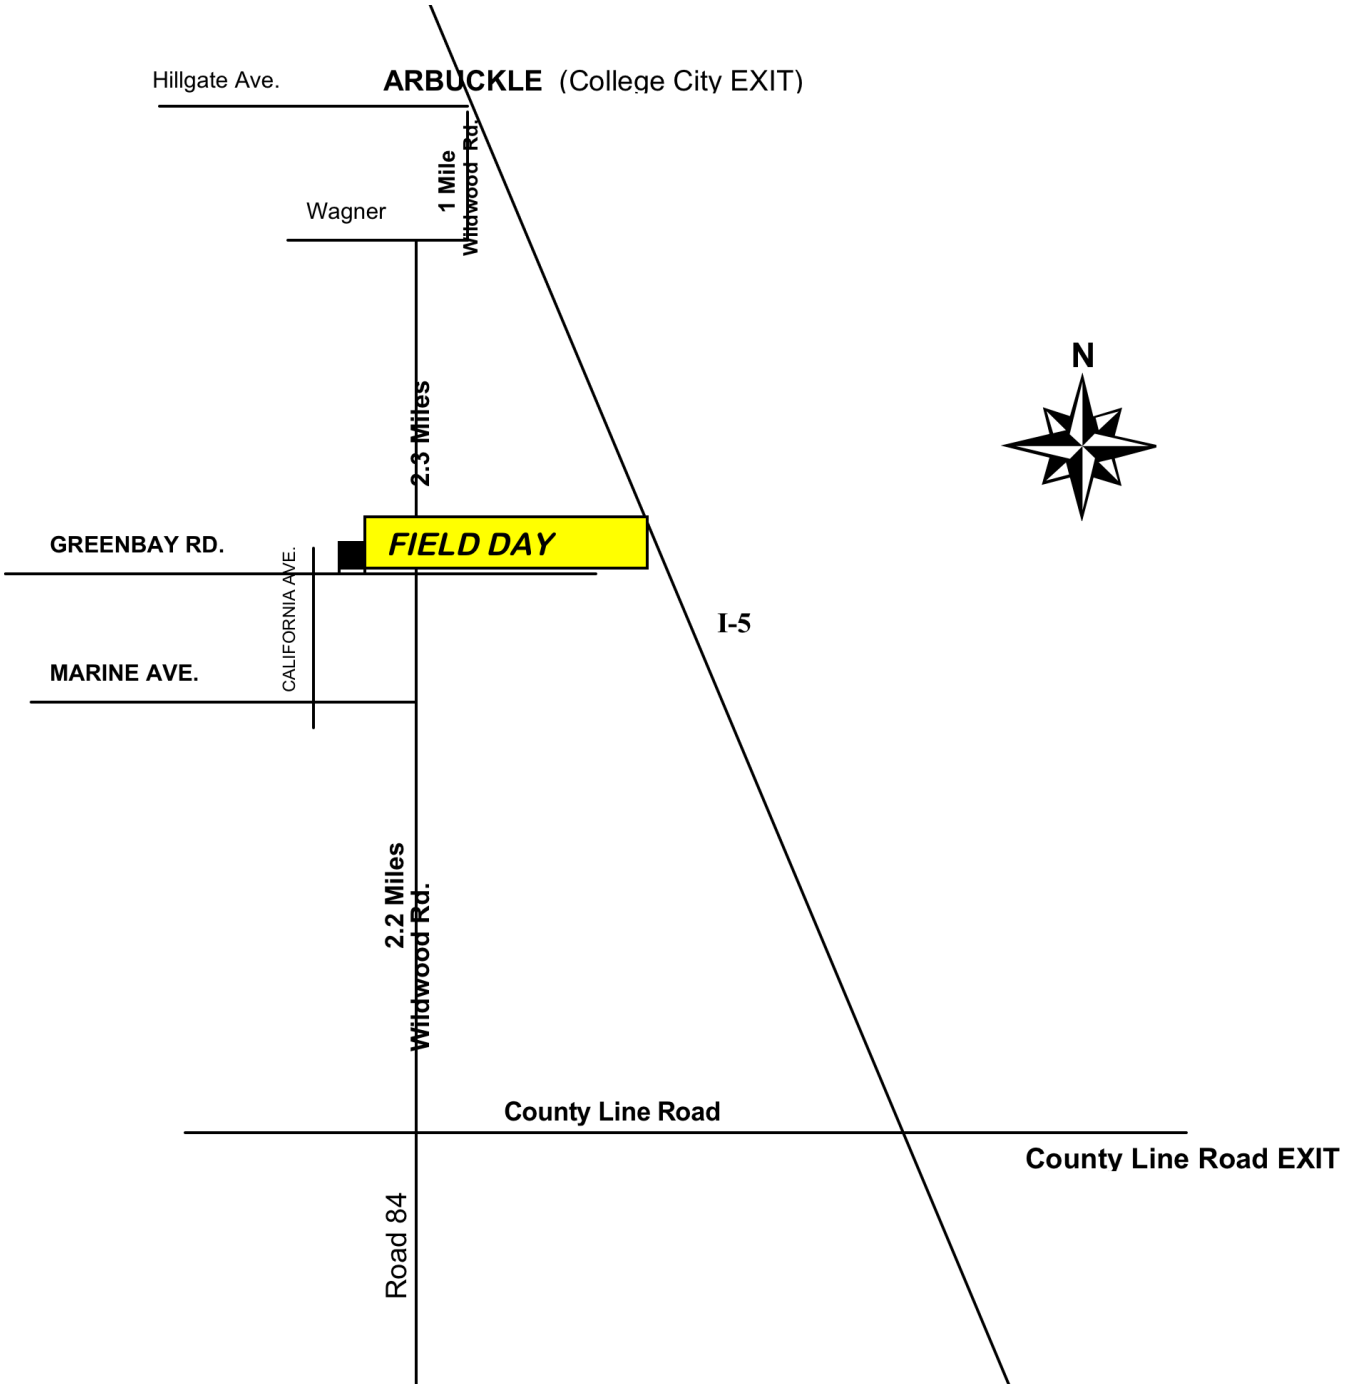 Hillgate Ave.
ARBUCKLE (College City EXIT)
1 Mile
Wildwood Rd.
Wagner
N
2.3 Miles
GREENBAY RD.
FIELD DAY
CALIFORNIA AVE.
I-5
MARINE AVE.
2.2 Miles
Wildwood Rd.
County Line Road
County Line Road EXIT
Road 84